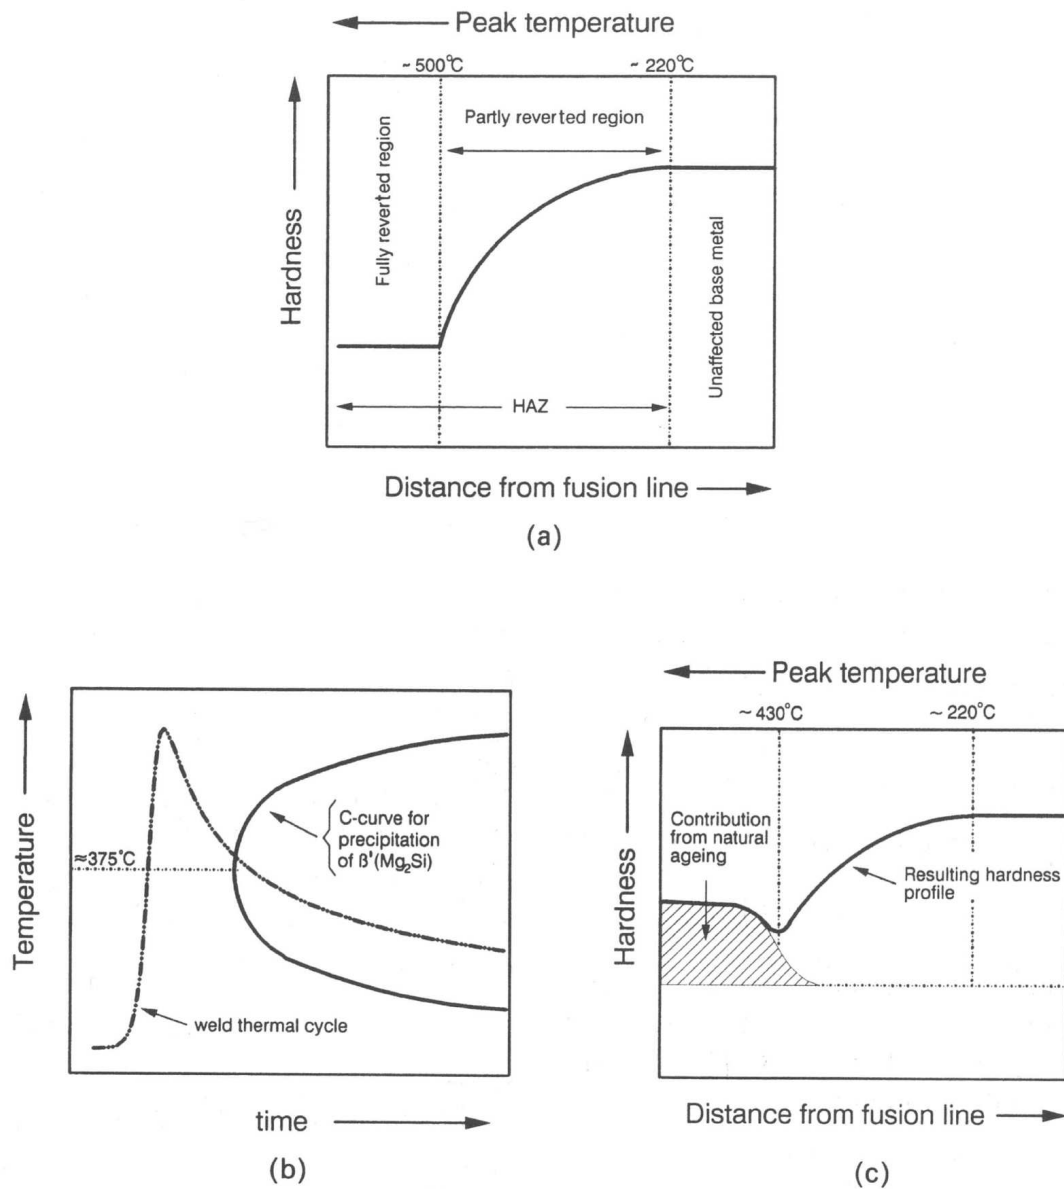 Peak temperature
~ 500°C
~ 220°C
Hardness
Fully reverted region
Partly reverted region
Unaffected base metal
HAZ
Distance from fusion line
(a)
Temperature
≈375°C
C-curve for
precipitation
of β'(Mg₂Si)
weld thermal cycle
time
(b)
Peak temperature
~ 430°C
~ 220°C
Hardness
Contribution
from natural
ageing
Resulting hardness
profile
Distance from fusion line
(c)